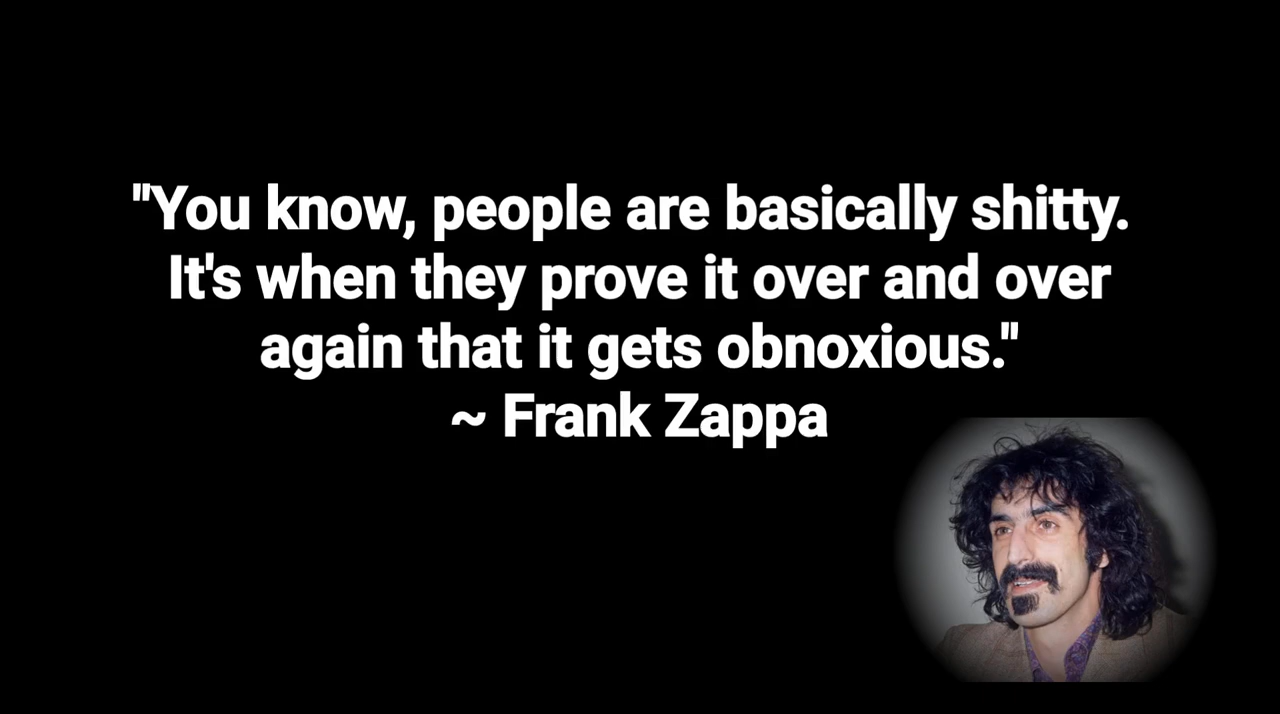 "You know, people are basically shitty.
It's when they prove it over and over
again that it gets obnoxious."
~ Frank Zappa